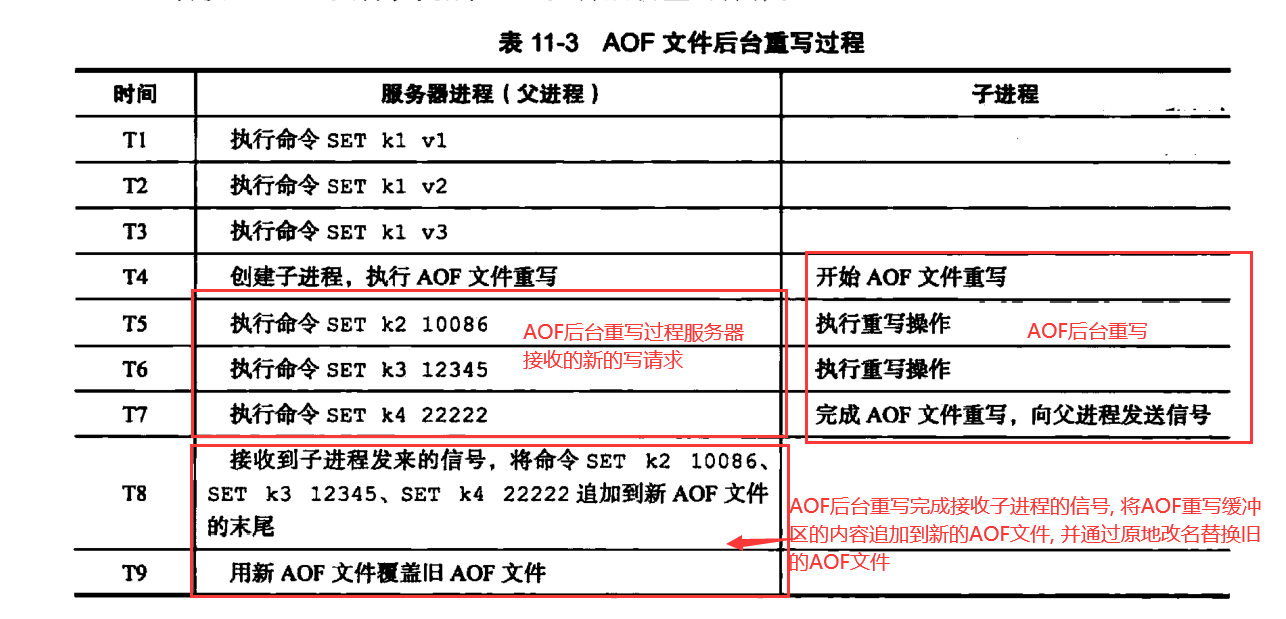 表 11-3 AOF 文件后台重写过程
时间 服务器进程（父进程） 子进程
T1 执行命令 SET k1 v1
T2 执行命令 SET k1 v2
T3 执行命令 SET k1 v3
T4 创建子进程，执行 AOF 文件重写 开始 AOF 文件重写
T5 执行命令 SET k2 10086 执行重写操作
AOF后台重写过程服务器
接收的新的写请求
AOF后台重写
T6 执行命令 SET k3 12345 执行重写操作
T7 执行命令 SET k4 22222 完成 AOF 文件重写，向父进程发送信号
T8 接收到子进程发来的信号，将命令 SET k2 10086、
SET k3 12345、SET k4 22222 追加到新 AOF 文件
的末尾
AOF后台重写完成接收子进程的信号, 将AOF重写缓冲
区的内容追加到新的AOF文件, 并通过原地改名替换旧
的AOF文件
T9 用新 AOF 文件覆盖旧 AOF 文件